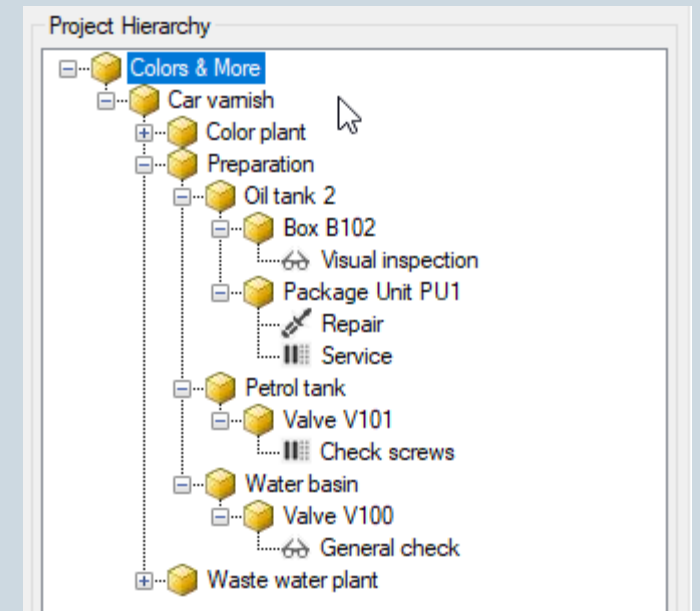 Project Hierarchy
Colors & More
Car varnish
Color plant
Preparation
Oil tank 2
Box B102
Visual inspection
Package Unit PU1
Repair
Service
Petrol tank
Valve V101
Check screws
Water basin
Valve V100
General check
Waste water plant